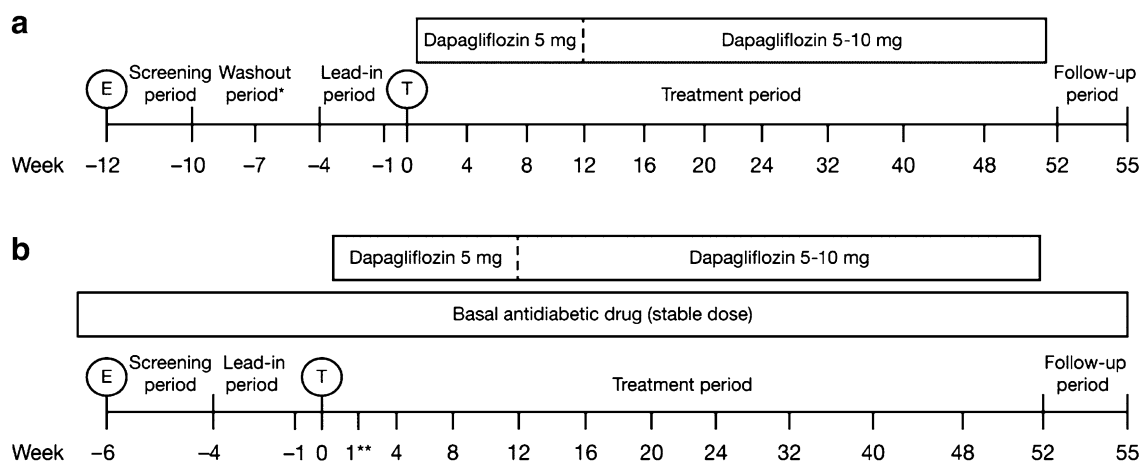 a
Dapagliflozin 5 mg Dapagliflozin 5-10 mg
E Screening period Washout period* Lead-in period T Treatment period Follow-up period
Week −12 −10 −7 −4 −1 0 4 8 12 16 20 24 32 40 48 52 55
b
Dapagliflozin 5 mg Dapagliflozin 5-10 mg
Basal antidiabetic drug (stable dose)
E Screening period Lead-in period T Treatment period Follow-up period
Week −6 −4 −1 0 1** 4 8 12 16 20 24 32 40 48 52 55